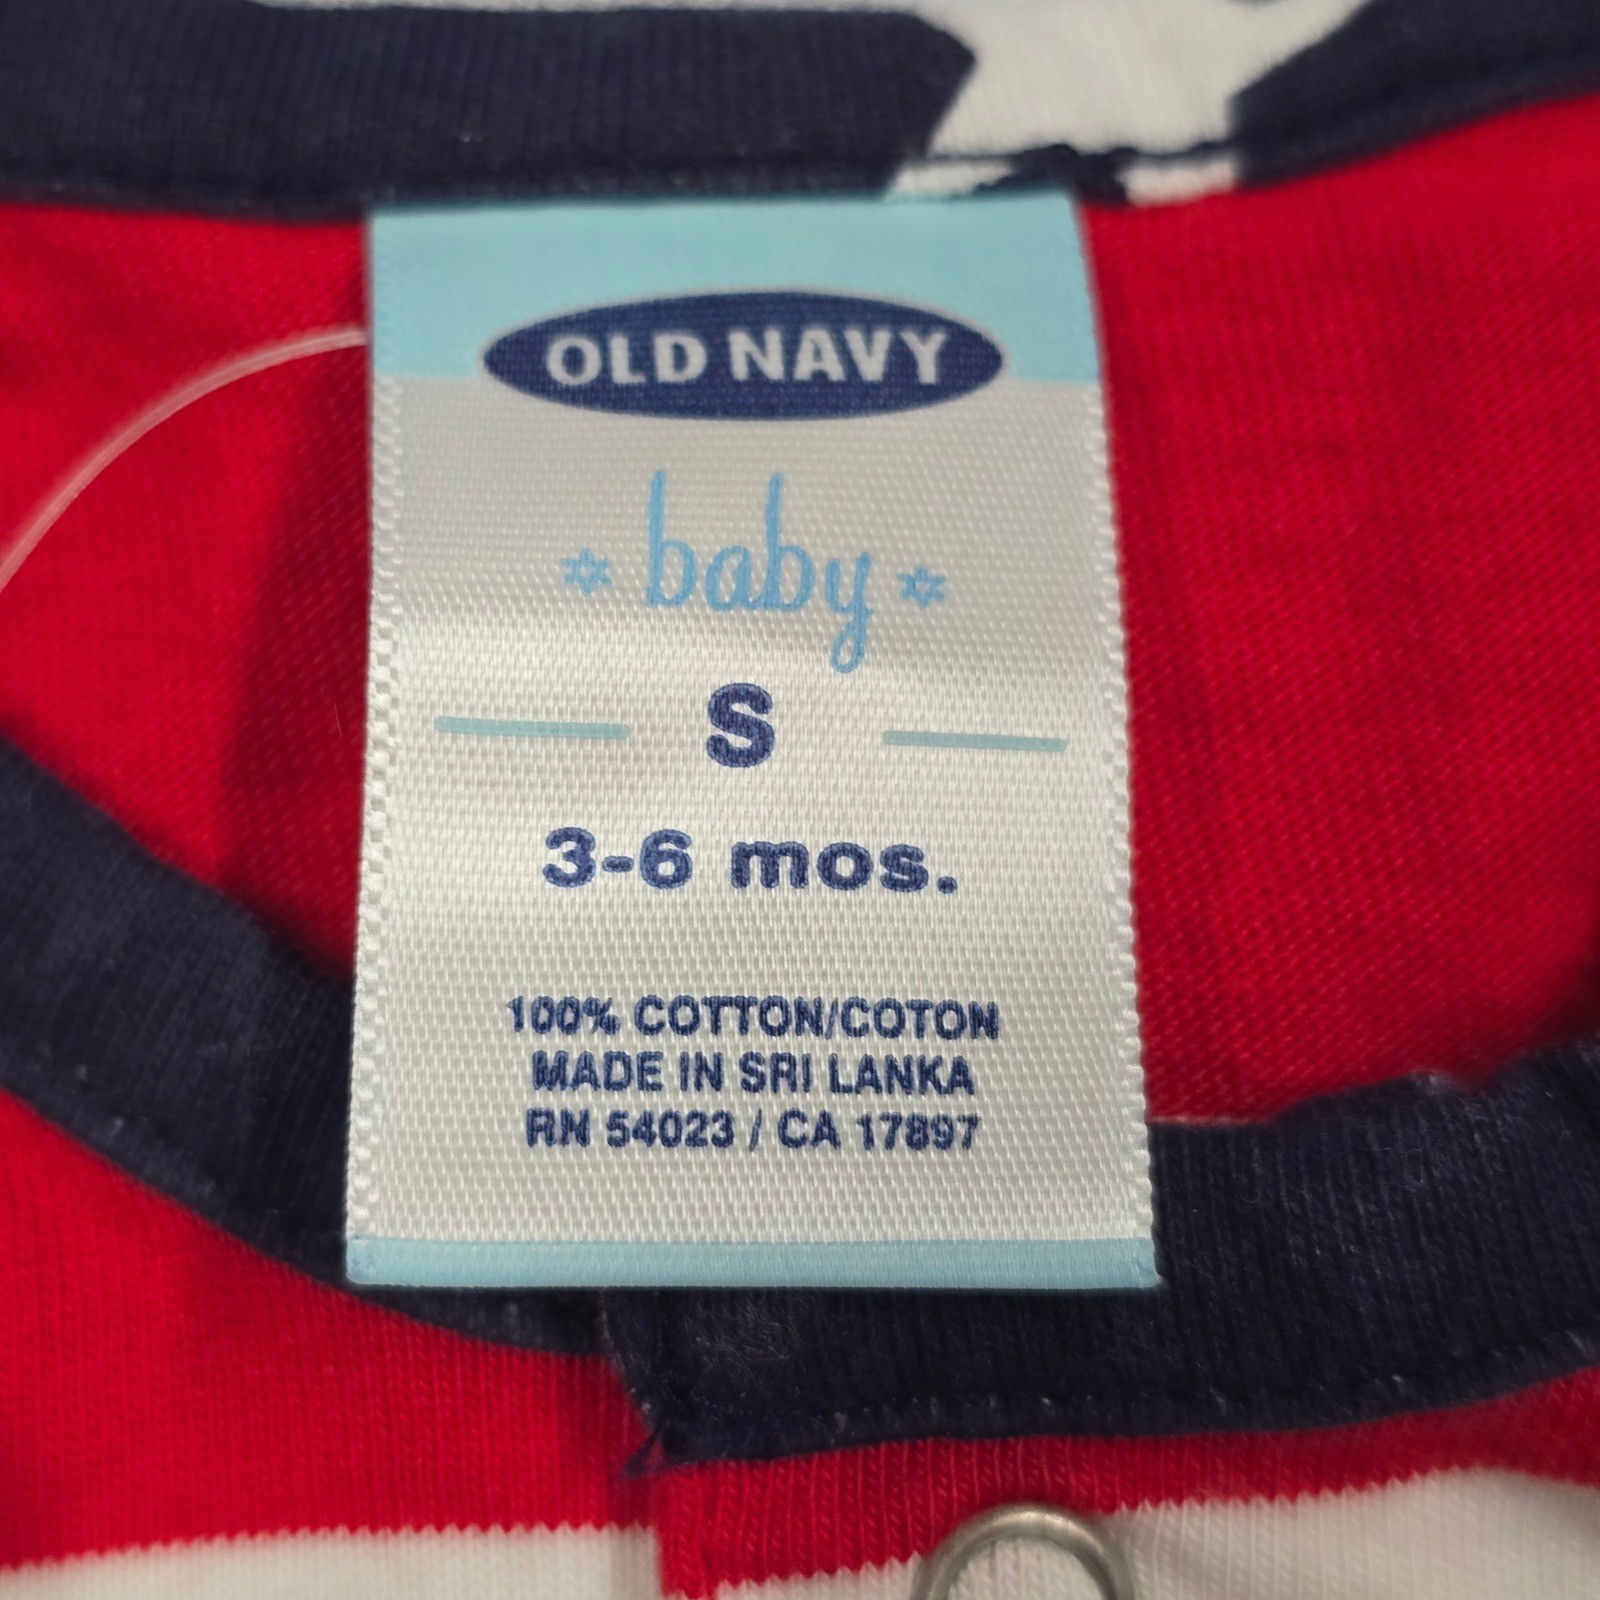 OLD NAVY
baby
S
3-6 mos.
100% COTTON/COTON
MADE IN SRI LANKA
RN 54023 / CA 17897